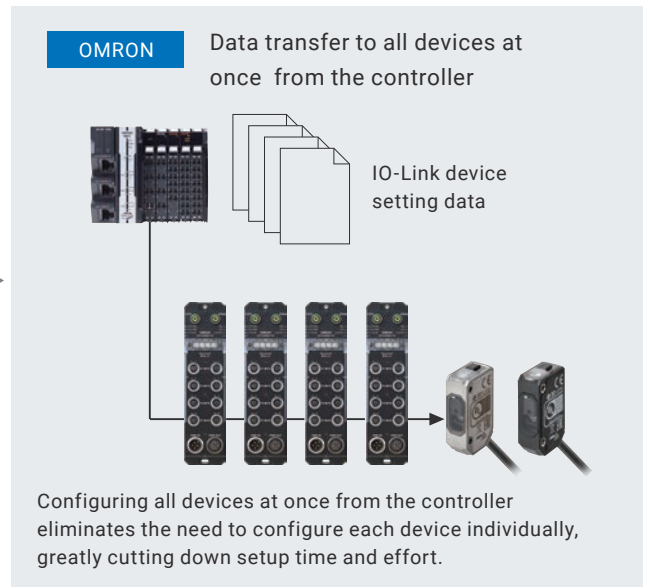 OMRON
Data transfer to all devices at
once from the controller
IO-Link device
setting data
Configuring all devices at once from the controller
eliminates the need to configure each device individually,
greatly cutting down setup time and effort.